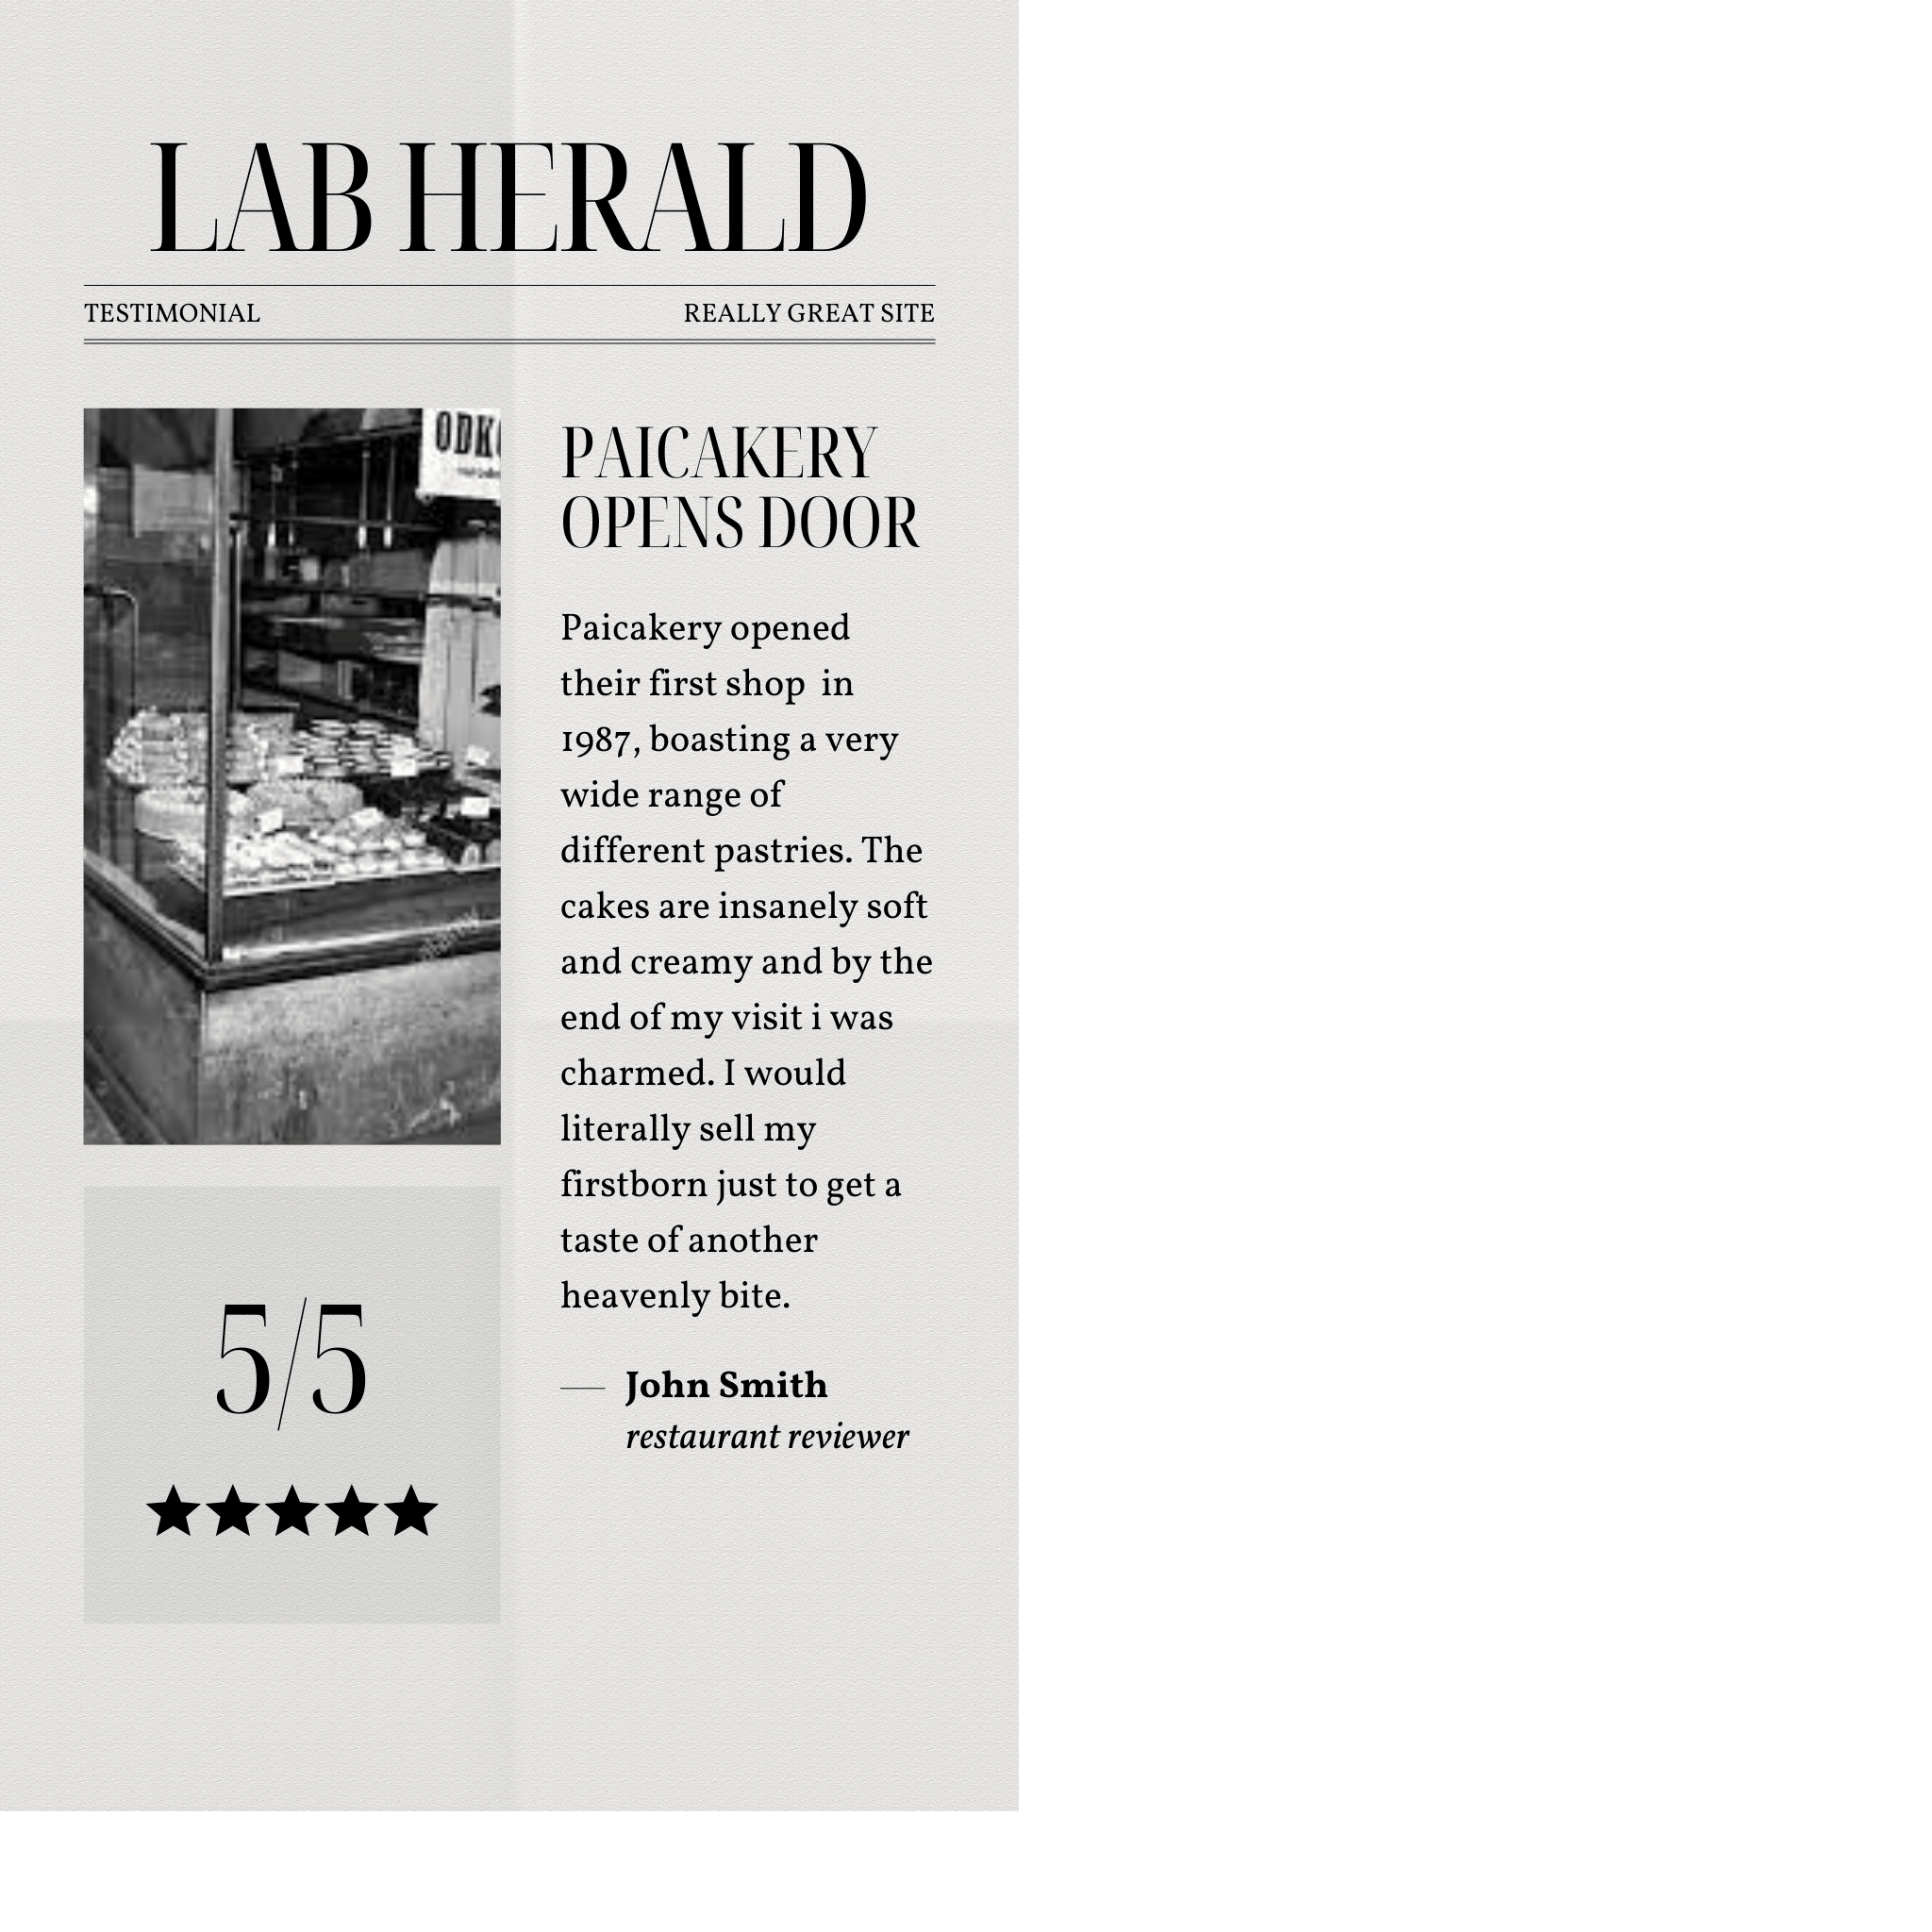 LAB HERALD
TESTIMONIAL
REALLY GREAT SITE
PAICAKERY
OPENS DOOR
Paicakery opened
their first shop  in
1987, boasting a very
wide range of
different pastries. The
cakes are insanely soft
and creamy and by the
end of my visit i was
charmed. I would
literally sell my
firstborn just to get a
taste of another
heavenly bite.
John Smith
restaurant reviewer
5/5